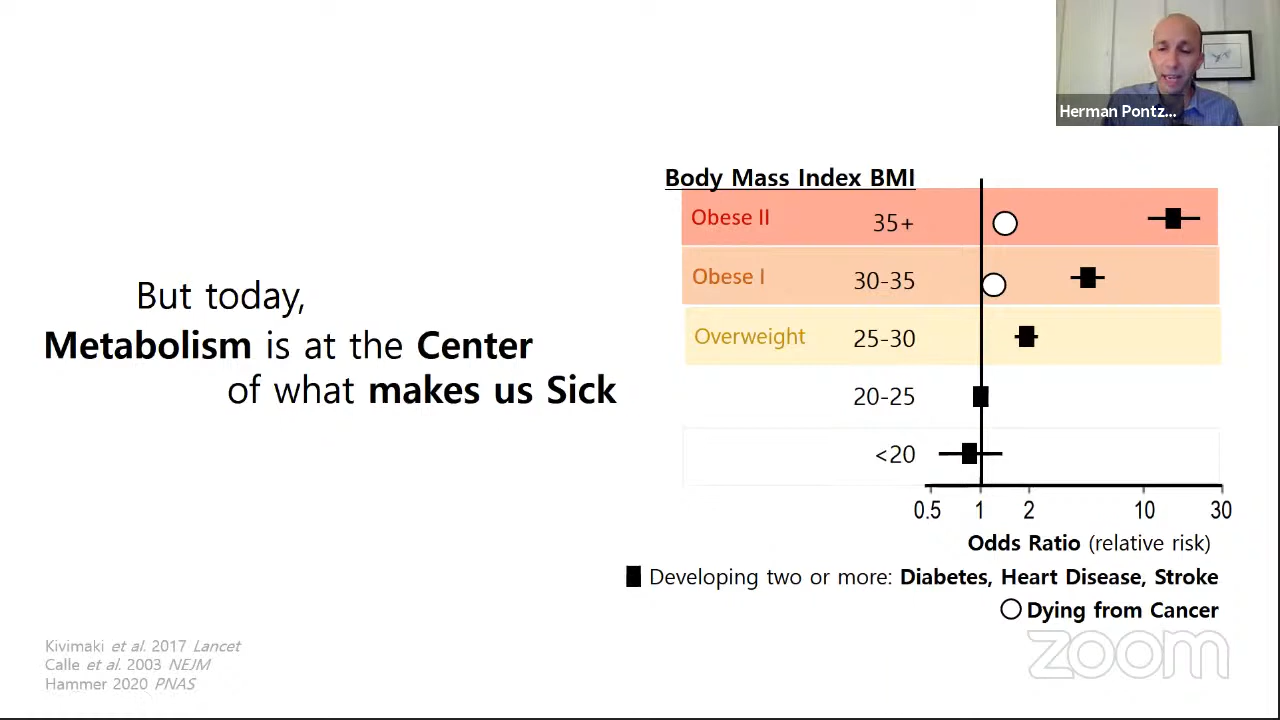 Herman Pontz...
Body Mass Index BMI
Obese II 35+
Obese I 30-35
Overweight 25-30
20-25
<20
0.5 1 2 10 30
Odds Ratio (relative risk)
Developing two or more: Diabetes, Heart Disease, Stroke
Dying from Cancer
But today,
Metabolism is at the Center
of what makes us Sick
Kivimaki et al. 2017 Lancet
Calle et al. 2003 NEJM
Hammer 2020 PNAS
zoom